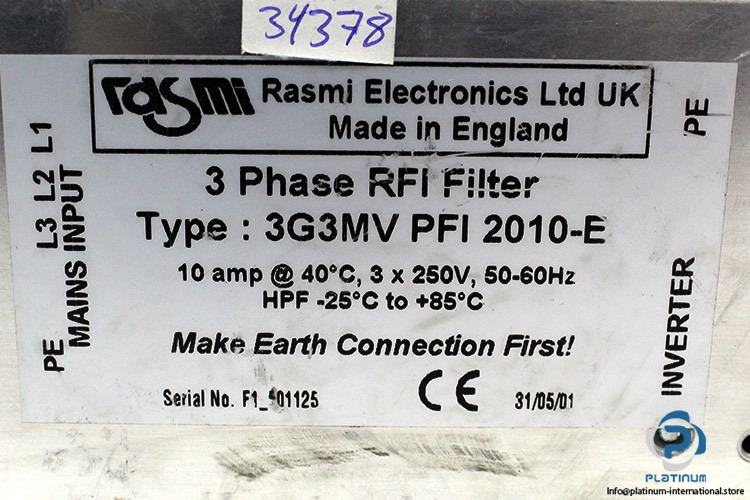 34378
rasmi
Rasmi Electronics Ltd UK
Made in England
3 Phase RFI Filter
Type : 3G3MV PFI 2010-E
10 amp @ 40°C, 3 x 250V, 50-60Hz
HPF -25°C to +85°C
Make Earth Connection First!
Serial No.
31/05/01
CE
PE L3 L2 L1
MAINS INPUT
PE
INVERTER
PLATINUM
Info@platinum-international.store